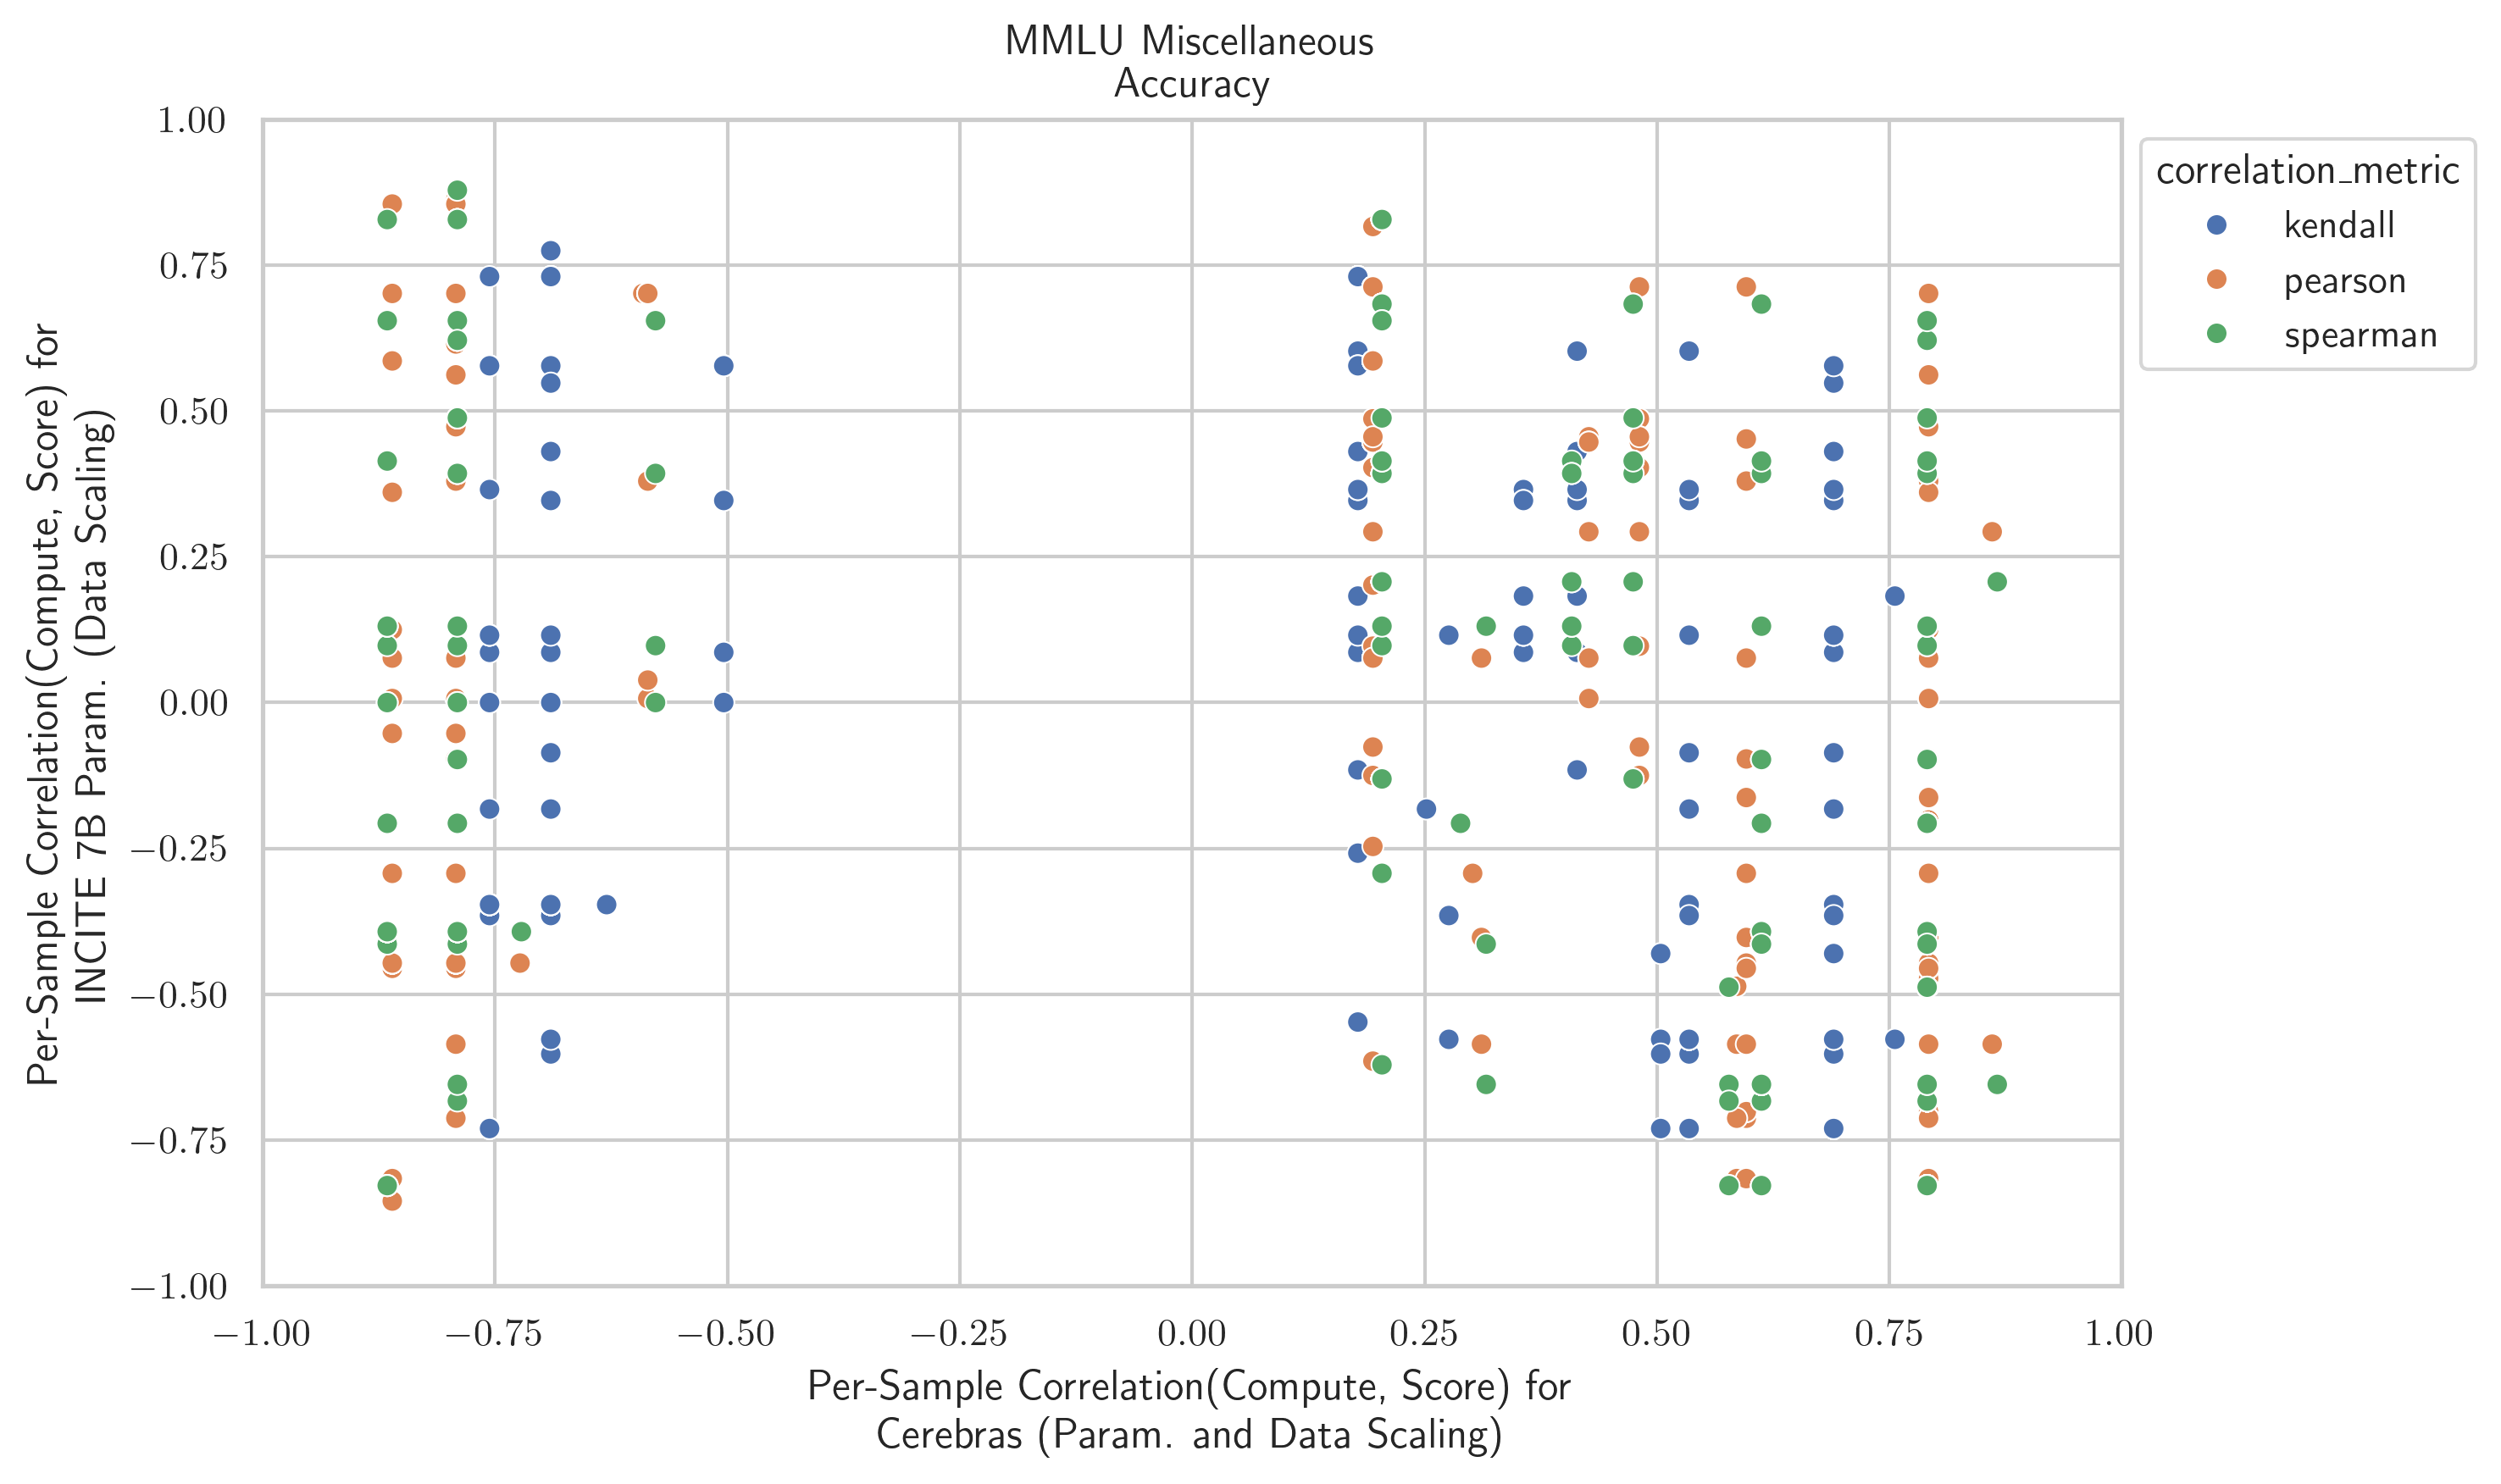 MMLU Miscellaneous
Accuracy
Per-Sample Correlation(Compute, Score) for
INCITE 7B Param. (Data Scaling)
1.00
0.75
0.50
0.25
0.00
−0.25
−0.50
−0.75
−1.00
−1.00 −0.75 −0.50 −0.25 0.00 0.25 0.50 0.75 1.00
Per-Sample Correlation(Compute, Score) for
Cerebras (Param. and Data Scaling)
correlation_metric
kendall
pearson
spearman